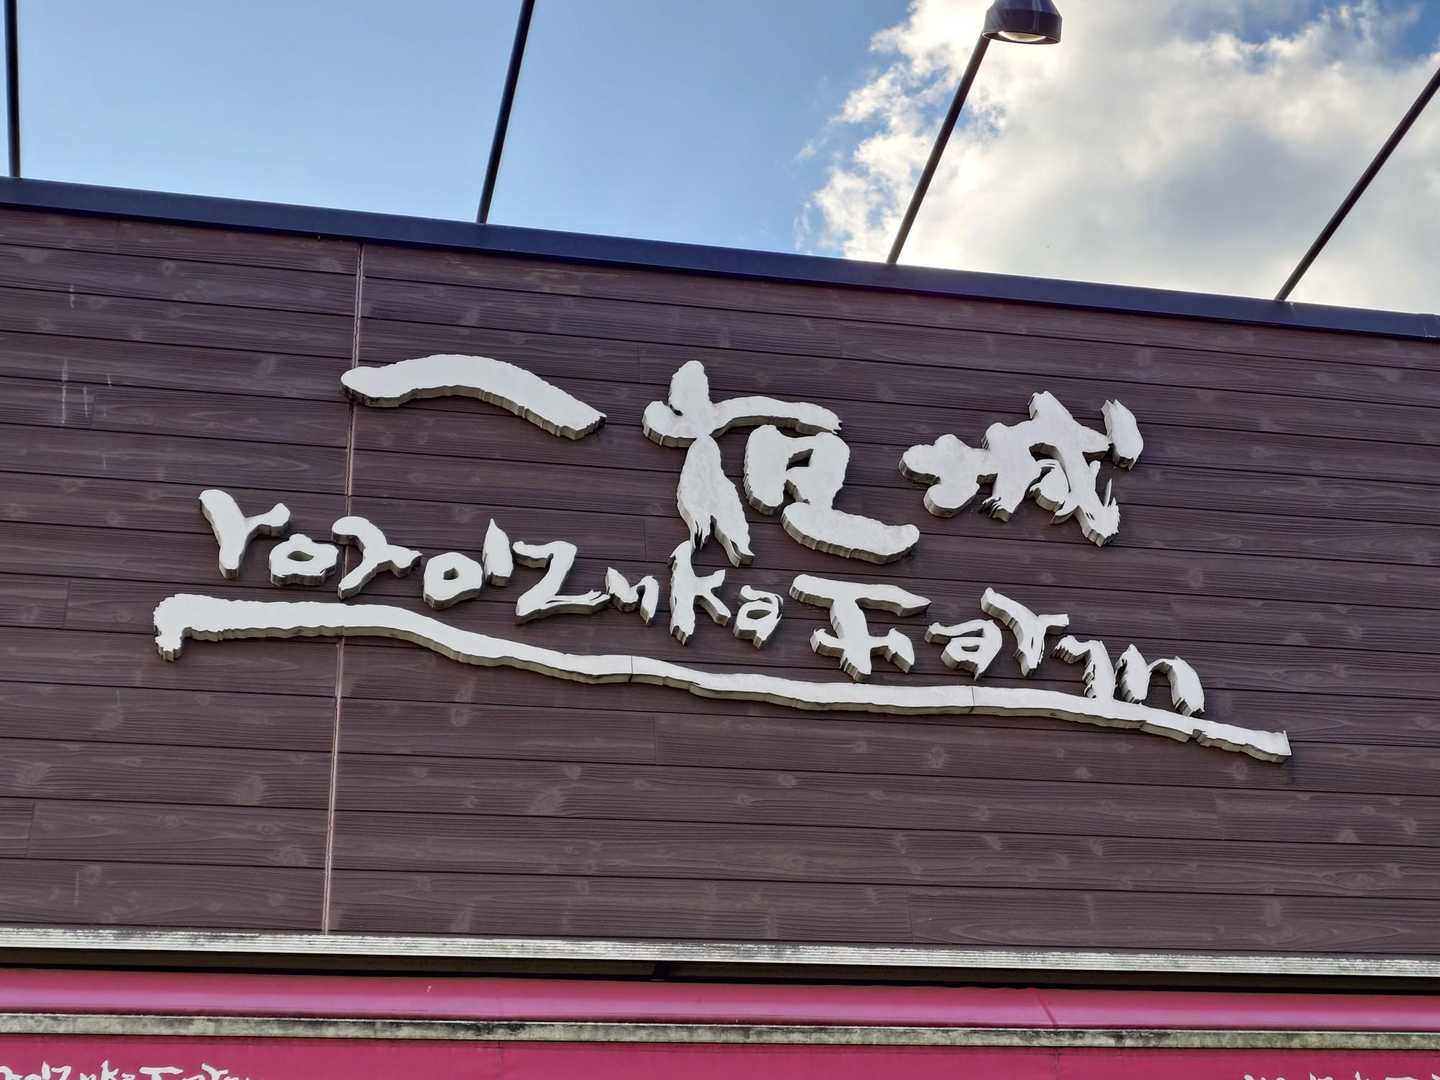 一夜城
Yoroizuka Farm